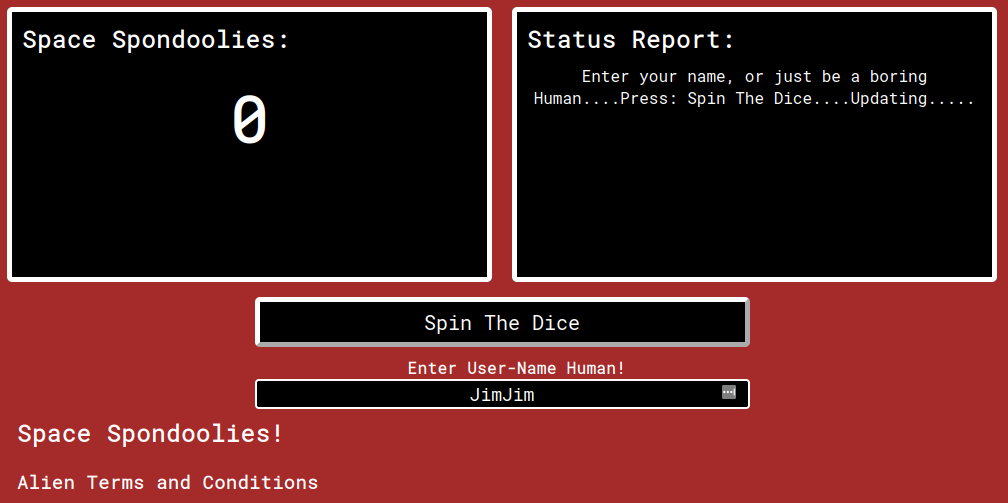 Space Spondoolies:
0
Status Report:
Enter your name, or just be a boring
Human....Press: Spin The Dice....Updating.....
Spin The Dice
Enter User-Name Human!
JimJim
Space Spondoolies!
Alien Terms and Conditions